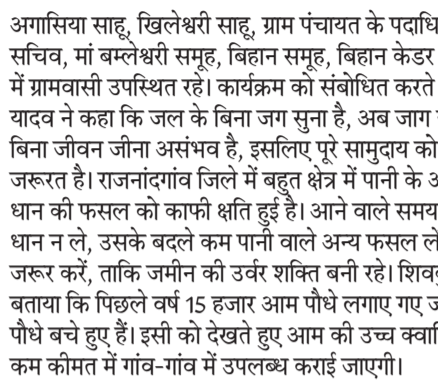 अगासिया साहू, खिलेश्वरी साहू, ग्राम पंचायत के पदाधि
सचिव, मां बम्लेश्वरी समूह, बिहान समूह, बिहान केडर
में ग्रामवासी उपस्थित रहे। कार्यक्रम को संबोधित करते
यादव ने कहा कि जल के बिना जग सुना है, अब जाग
बिना जीवन जीना असंभव है, इसलिए पूरे सामुदाय को
जरूरत है। राजनांदगांव जिले में बहुत क्षेत्र में पानी के
धान की फसल को काफी क्षति हुई है। आने वाले समय
धान न ले, उसके बदले कम पानी वाले अन्य फसल ले
जरूर करें, ताकि जमीन की उर्वर शक्ति बनी रहे। शिव
बताया कि पिछले वर्ष 15 हजार आम पौधे लगाए गए
पौधे बचे हुए हैं। इसी को देखते हुए आम की उच्च क्वा
कम कीमत में गांव-गांव में उपलब्ध कराई जाएगी।